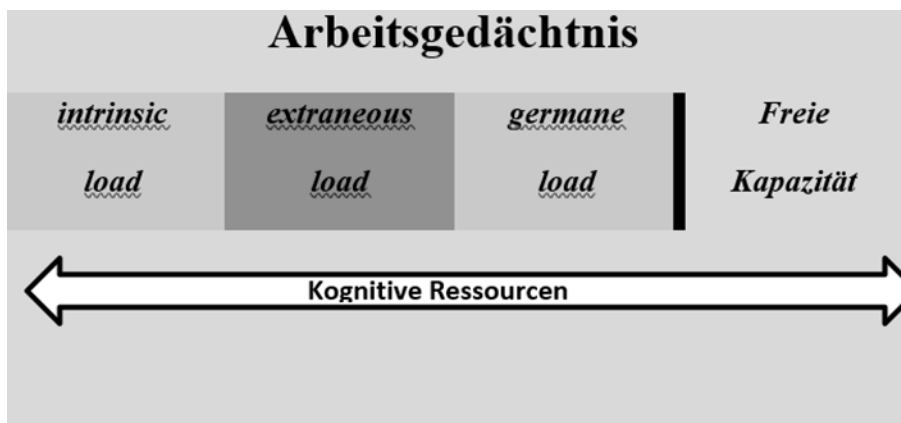 Arbeitsgedächtnis
intrinsic load
extraneous load
germane load
Freie Kapazität
Kognitive Ressourcen